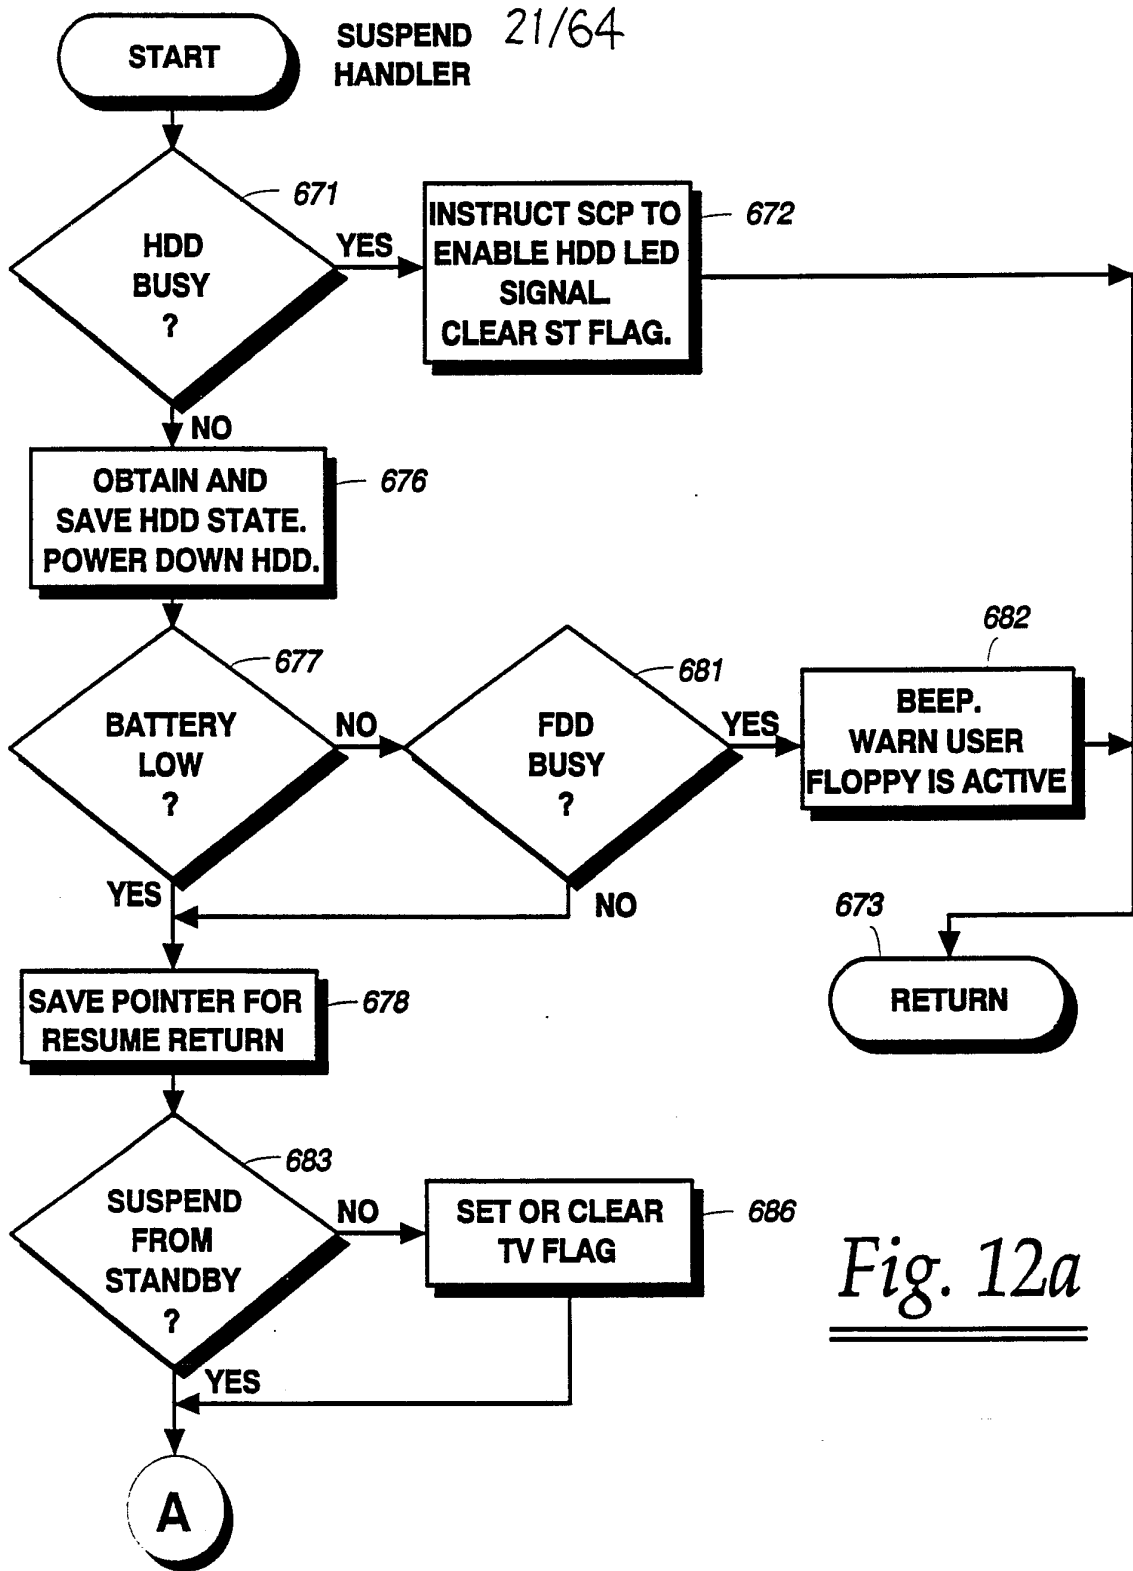 START
SUSPEND
HANDLER
21/64
671
HDD
BUSY
?
YES
INSTRUCT SCP TO
ENABLE HDD LED
SIGNAL.
CLEAR ST FLAG.
672
NO
OBTAIN AND
SAVE HDD STATE.
POWER DOWN HDD.
676
677
BATTERY
LOW
?
NO
681
FDD
BUSY
?
YES
682
BEEP.
WARN USER
FLOPPY IS ACTIVE
YES
NO
673
RETURN
SAVE POINTER FOR
RESUME RETURN
678
683
SUSPEND
FROM
STANDBY
?
NO
SET OR CLEAR
TV FLAG
686
YES
A
Fig. 12a